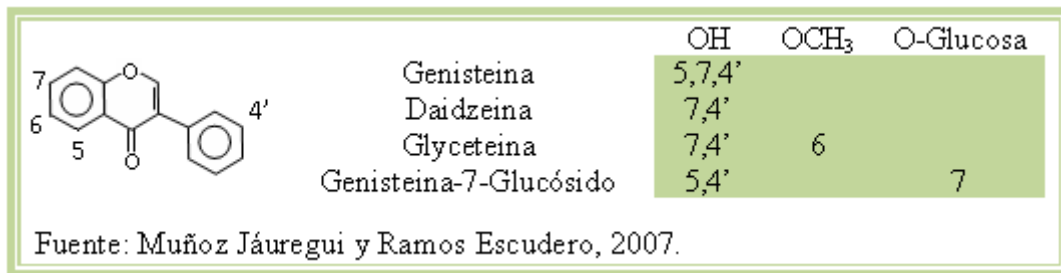 OH OCH₃ O-Glucosa
Genisteina 5,7,4’
Daidzeina 7,4’
Glyceteina 7,4’ 6
Genisteina-7-Glucósido 5,4’ 7
7 O 4' 6 5 O
Fuente: Muñoz Jáuregui y Ramos Escudero, 2007.